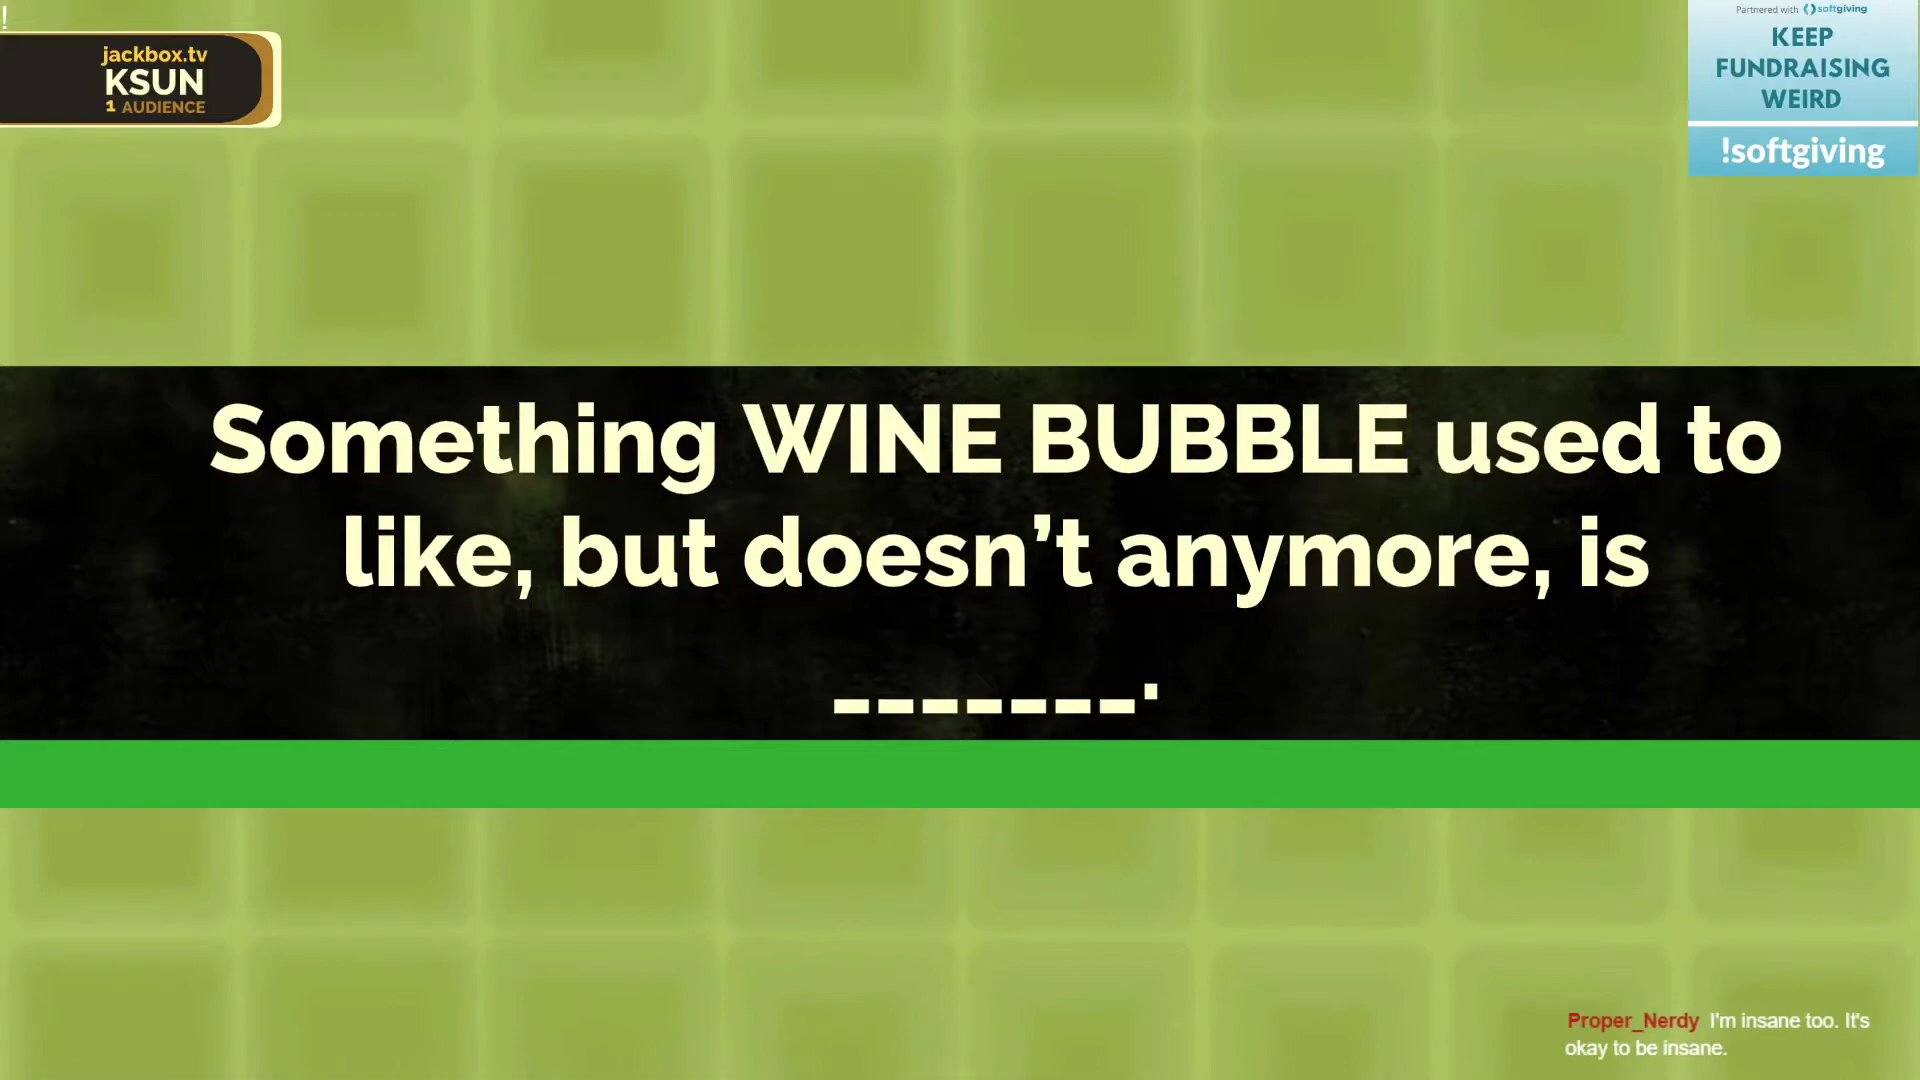 !
jackbox.tv
KSUN
1 AUDIENCE
Partnered with softgiving
KEEP
FUNDRAISING
WEIRD
!softgiving
Something WINE BUBBLE used to
like, but doesn’t anymore, is
_______.
Proper_Nerdy I'm insane too. It's
okay to be insane.